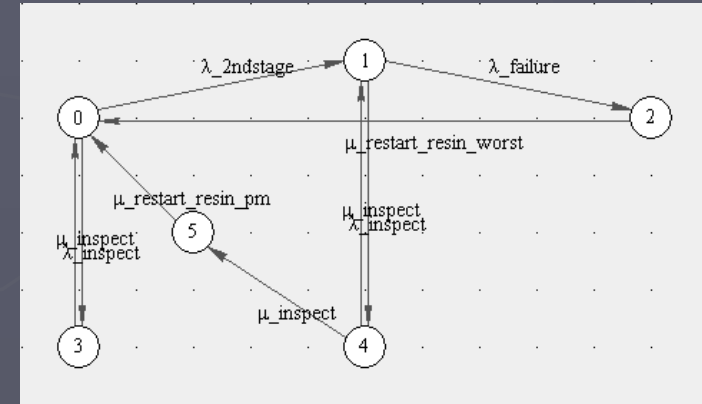 1
λ_2ndstage
λ_failure
0
2
μ_restart_resin_worst
μ_restart_resin_pm
μ_inspect
λ_inspect
5
μ_inspect
λ_inspect
μ_inspect
3
4